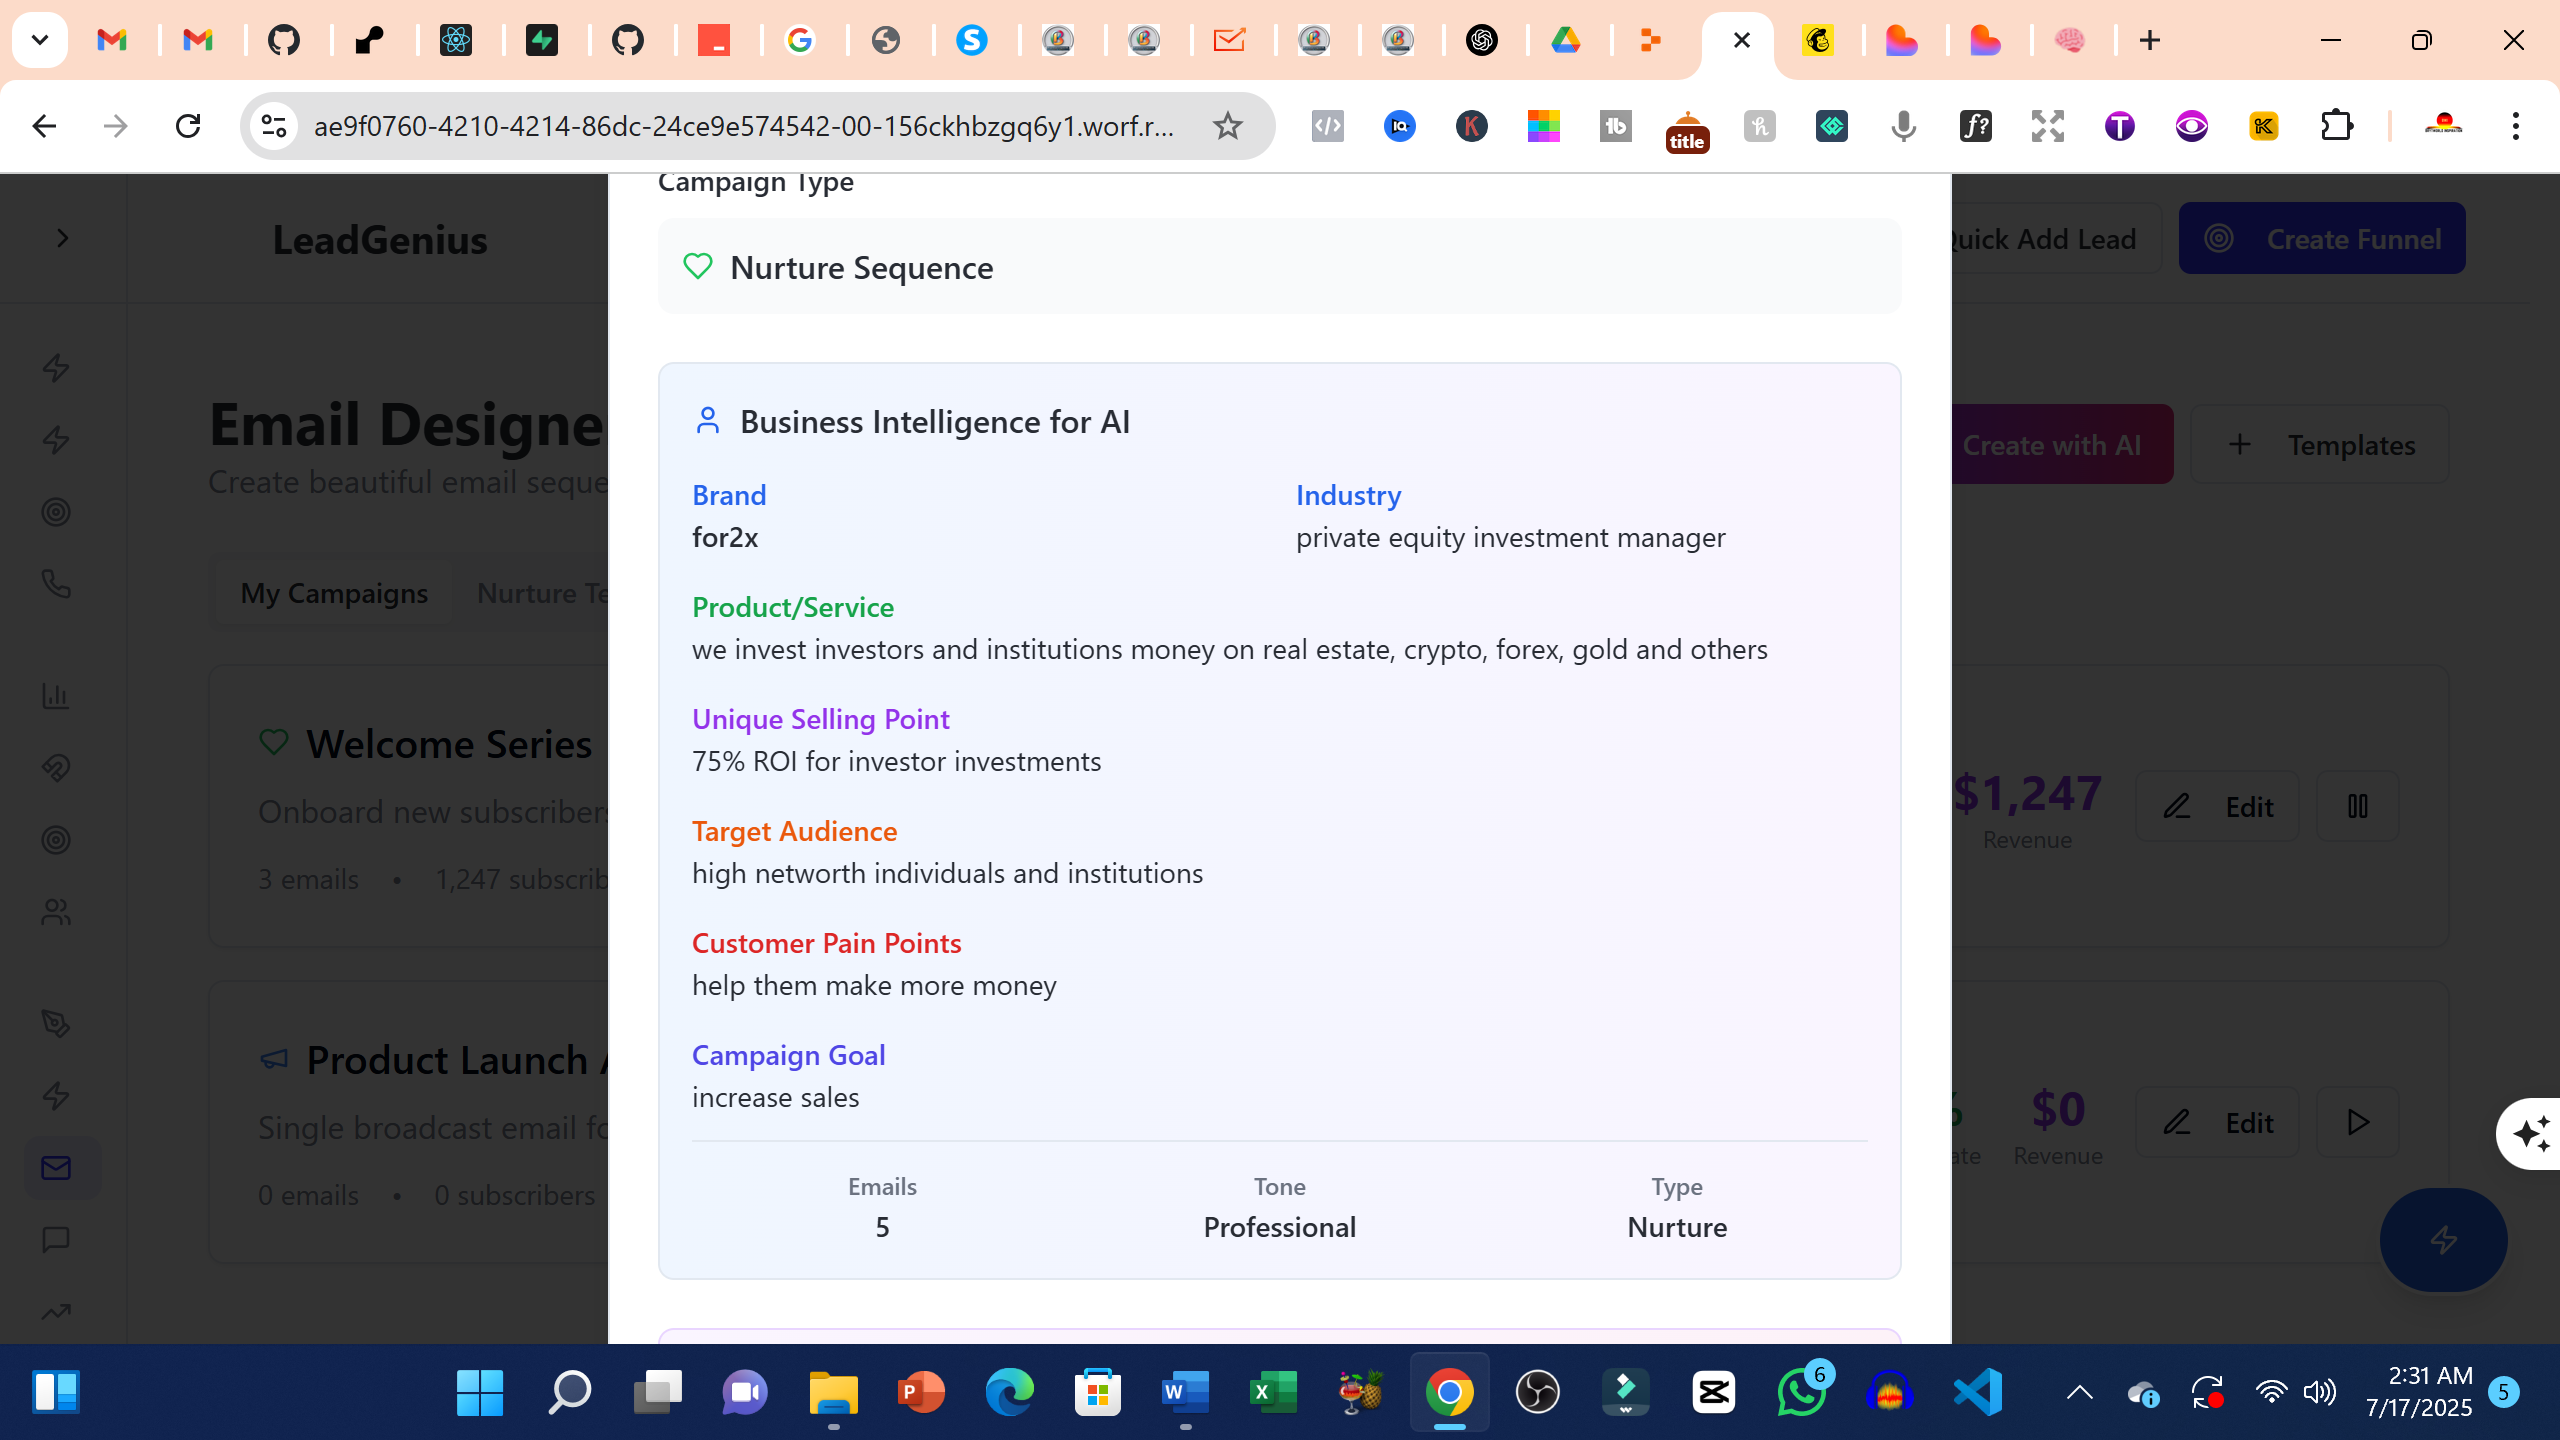 title
ae9f0760-4210-4214-86dc-24ce9e574542-00-156ckhbzgq6y1.worf.r...
Campaign Type
LeadGenius
Quick Add Lead
Create Funnel
Nurture Sequence
Email Designe
Create beautiful email seque
Create with AI
Templates
My Campaigns
Nurture Te
Business Intelligence for AI
Brand
for2x
Industry
private equity investment manager
Product/Service
we invest investors and institutions money on real estate, crypto, forex, gold and others
Unique Selling Point
75% ROI for investor investments
Target Audience
high networth individuals and institutions
Customer Pain Points
help them make more money
Campaign Goal
increase sales
Emails
5
Tone
Professional
Type
Nurture
Welcome Series
Onboard new subscribers
3 emails • 1,247 subscrib
$1,247
Revenue
Edit
Product Launch A
Single broadcast email fo
0 emails • 0 subscribers
%
ate
$0
Revenue
Edit
6
2:31 AM
7/17/2025
5